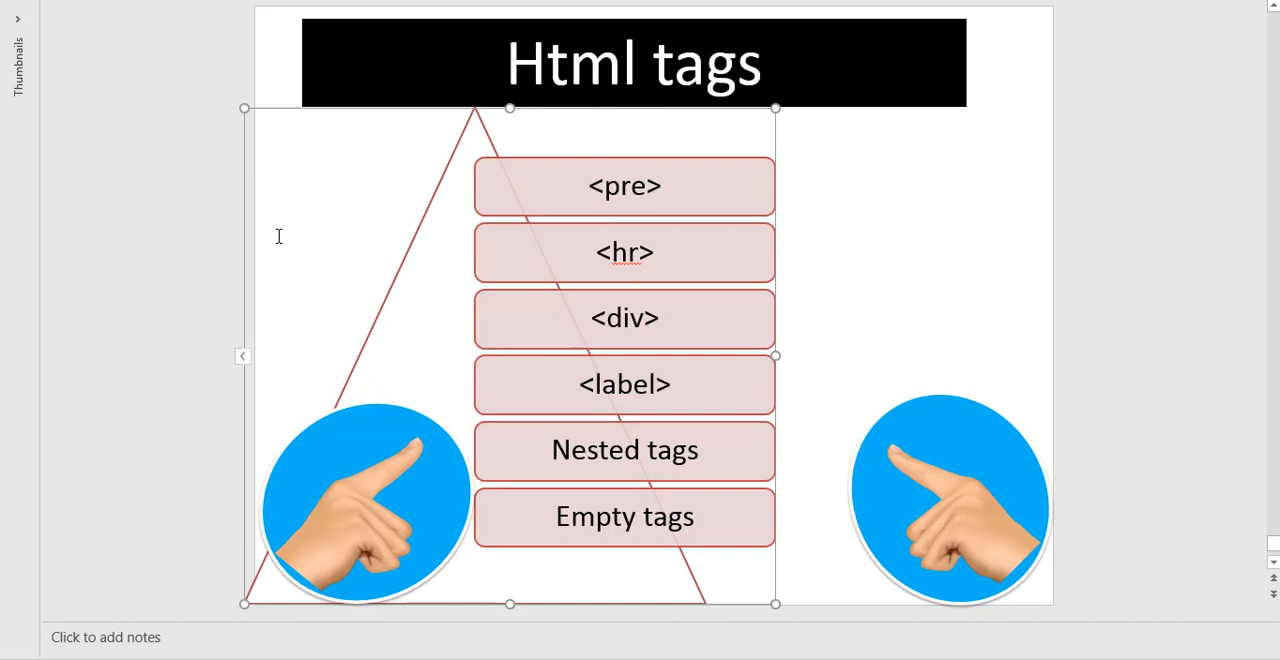 Thumbnails
Html tags
<pre>
<hr>
<div>
<label>
Nested tags
Empty tags
Click to add notes